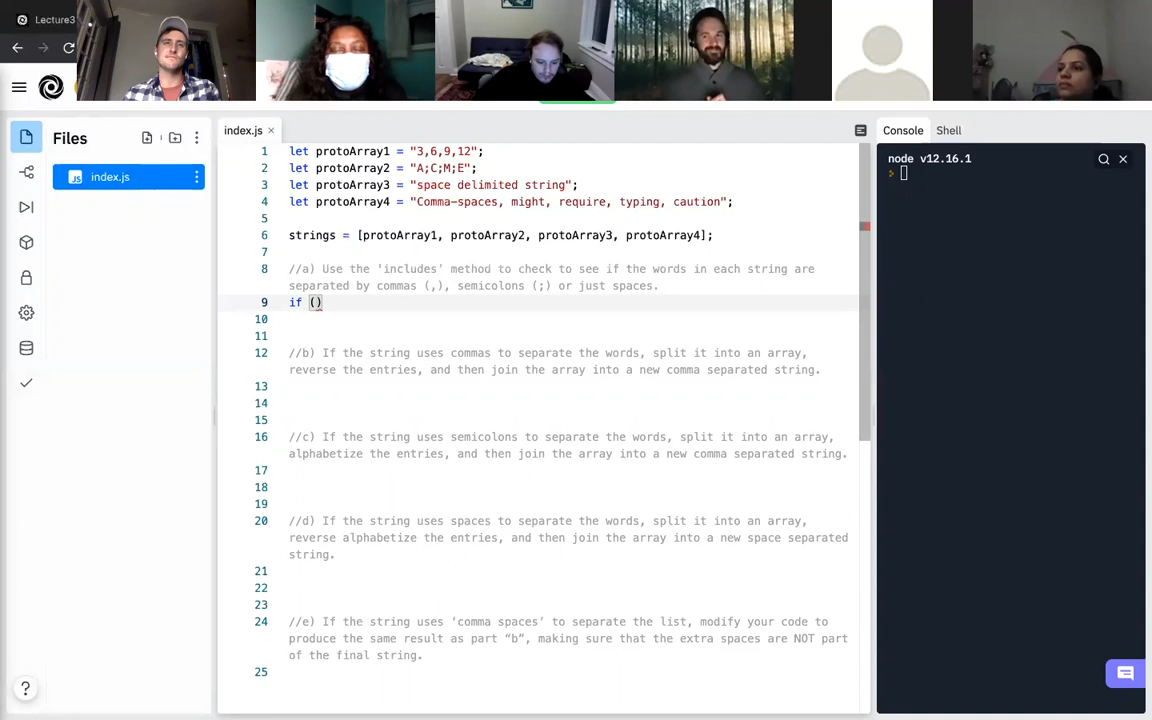 Lecture3
Files
index.js
index.js ×
Console
Shell
node v12.16.1
>
1 let protoArray1 = "3,6,9,12";
2 let protoArray2 = "A;C;M;E";
3 let protoArray3 = "space delimited string";
4 let protoArray4 = "Comma-spaces, might, require, typing, caution";
5
6 strings = [protoArray1, protoArray2, protoArray3, protoArray4];
7
8 //a) Use the 'includes' method to check to see if the words in each string are
separated by commas (,), semicolons (;) or just spaces.
9 if ()
10
11
12 //b) If the string uses commas to separate the words, split it into an array,
reverse the entries, and then join the array into a new comma separated string.
13
14
15
16 //c) If the string uses semicolons to separate the words, split it into an array,
alphabetize the entries, and then join the array into a new comma separated string.
17
18
19
20 //d) If the string uses spaces to separate the words, split it into an array,
reverse alphabetize the entries, and then join the array into a new space separated
string.
21
22
23
24 //e) If the string uses ‘comma spaces’ to separate the list, modify your code to
produce the same result as part “b”, making sure that the extra spaces are NOT part
of the final string.
25
JS
?